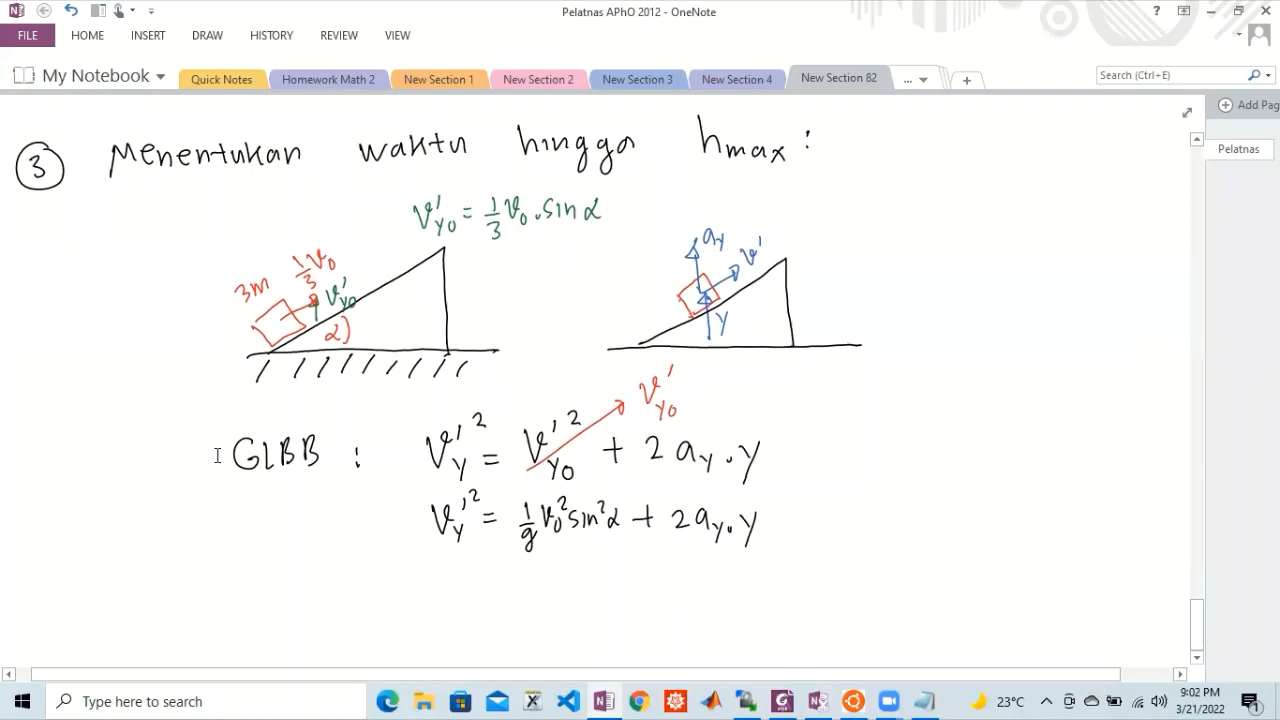 Pelatnas APhO 2012 - OneNote
FILE HOME INSERT DRAW HISTORY REVIEW VIEW
My Notebook Quick Notes Homework Math 2 New Section 1 New Section 2 New Section 3 New Section 4 New Section 82 ... +
Search (Ctrl+E)
Add Pag
Pelatnas
3 Menentukan waktu hingga hmax :
V'y0 = 1/3 v0 . sin α
3m 1/3 v0
V'y0
α)
ay v'
y
V'y0
GLBB : V'y² = V'y0² + 2 ay . y
V'y² = 1/9 v0² sin² α + 2 ay . y
Type here to search
23°C
9:02 PM
3/21/2022
1